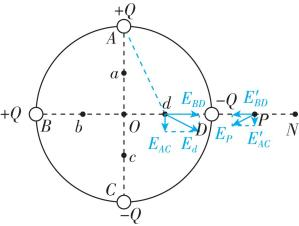 +Q
A
a
d E_BD -Q E'_BD
+Q B b O D P N
E_AC E_d E_P E'_AC
c
C
-Q